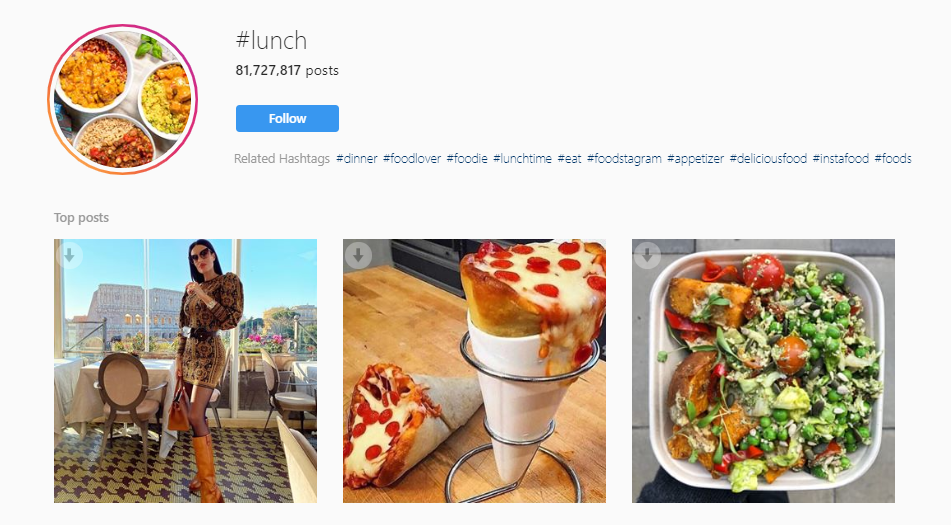 #lunch
81,727,817 posts
Follow
Related Hashtags #dinner #foodlover #foodie #lunchtime #eat #foodstagram #appetizer #deliciousfood #instafood #foods
Top posts